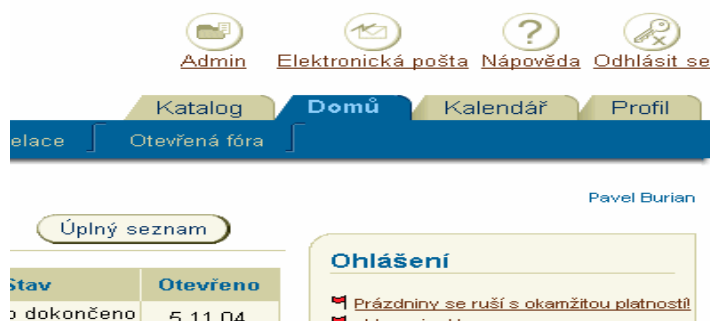 Admin Elektronická pošta Nápověda Odhlásit se
Katalog Domů Kalendář Profil
elace Otevřená fóra
Pavel Burian
Úplný seznam
Ohlášení
Stav Otevřeno
Prázdniny se ruší s okamžitou platností!
dokončeno 5.11.04